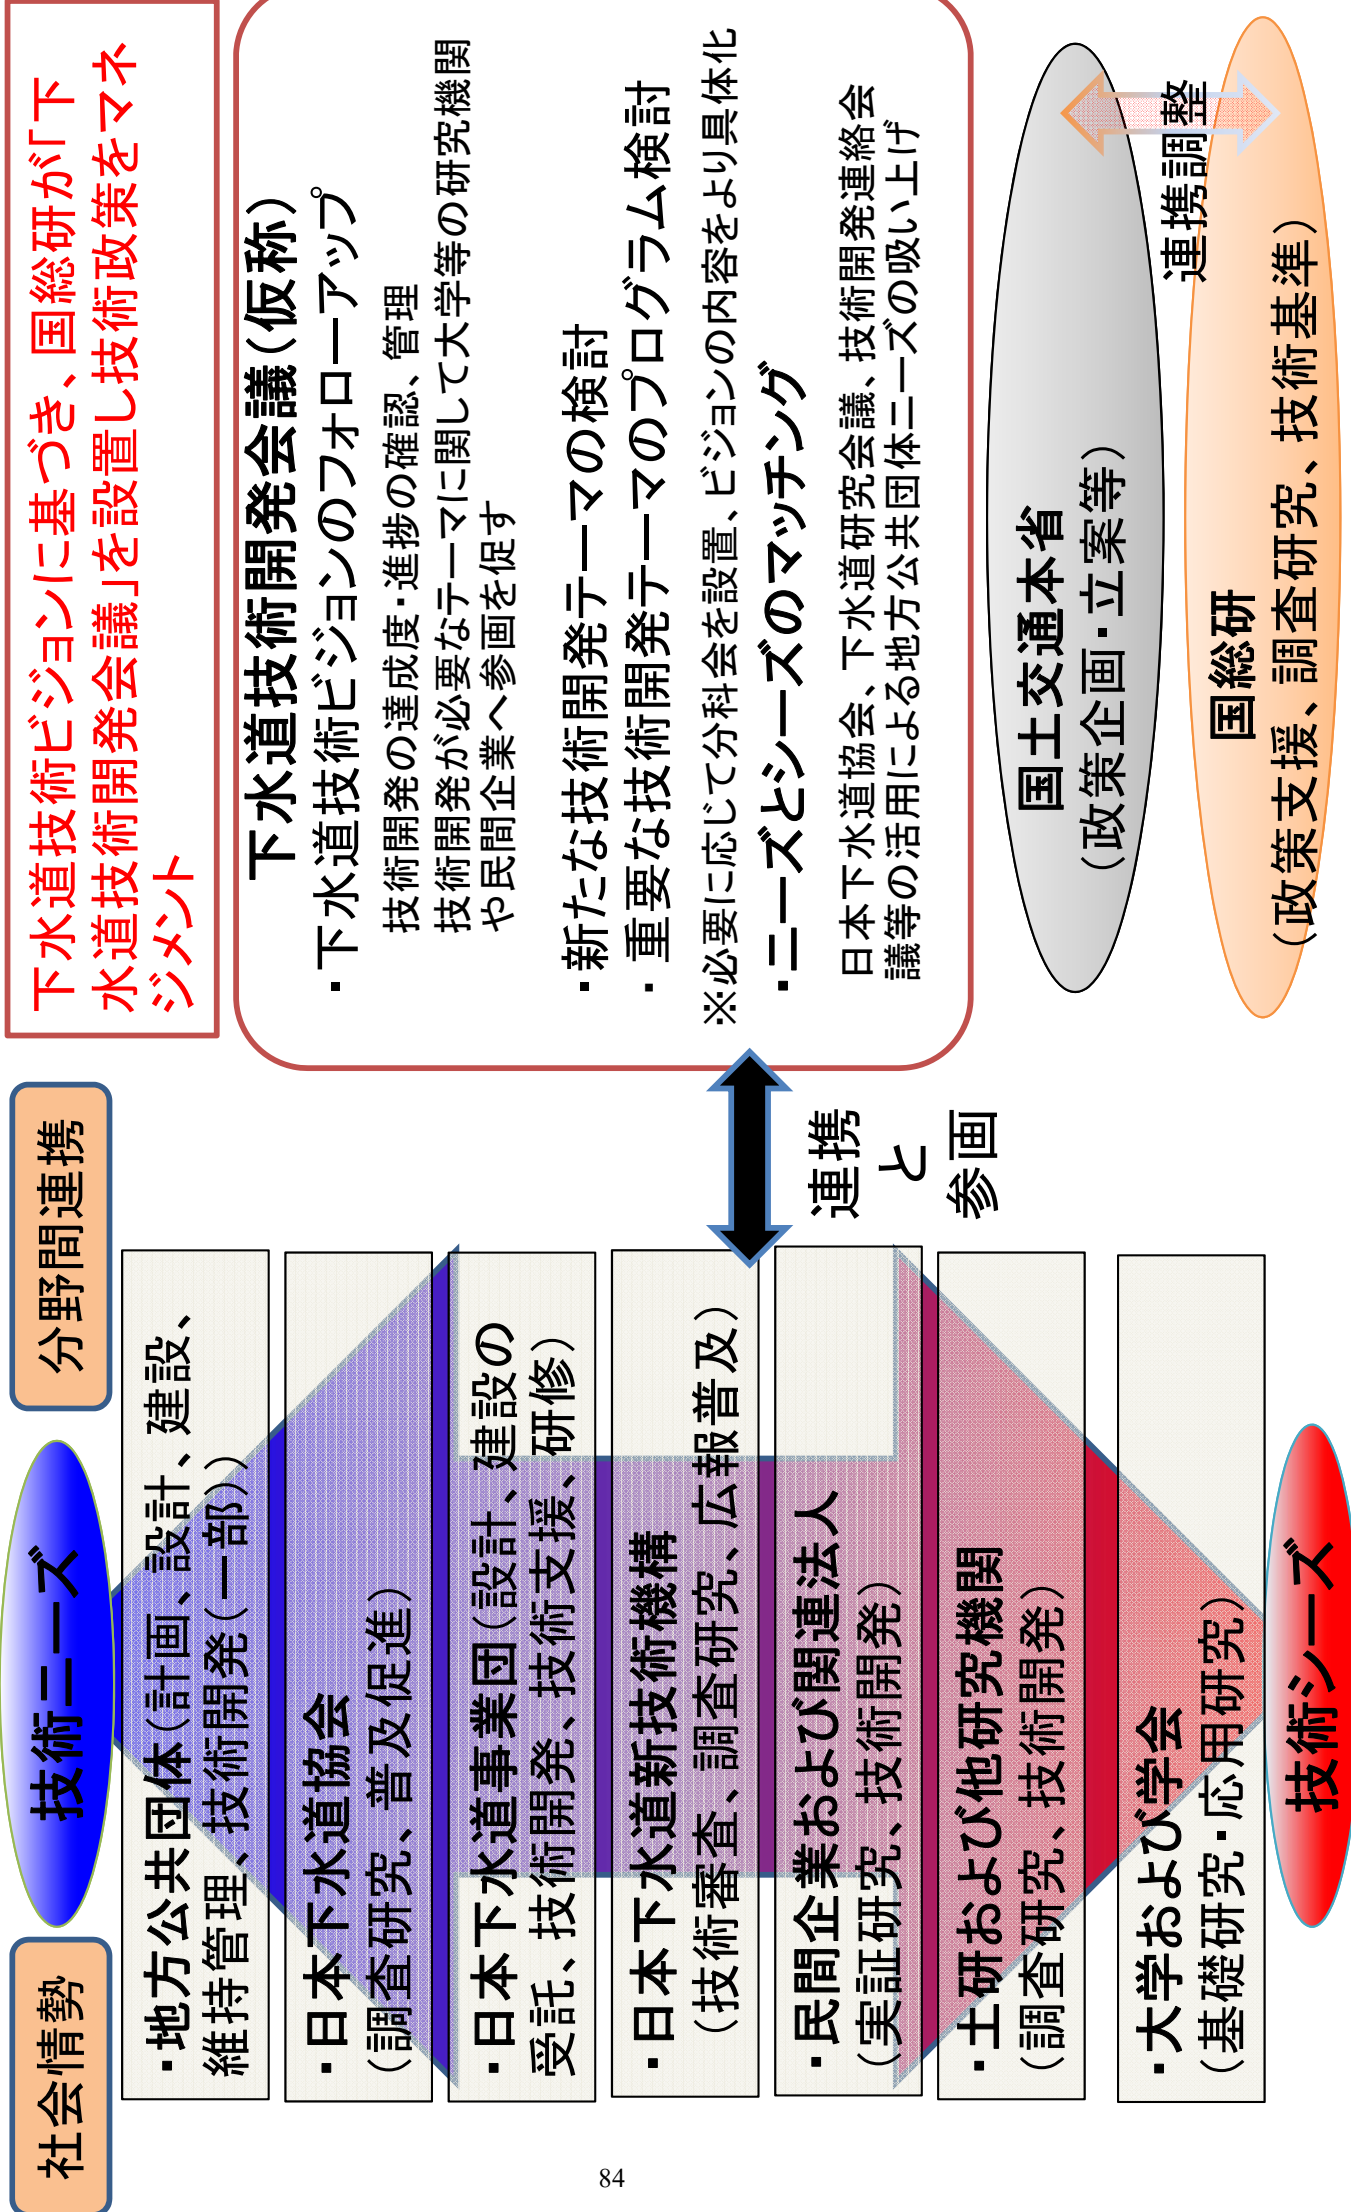 社会情勢
技術ニーズ
分野間連携
・地方公共団体(計画、設計、建設、
維持管理、技術開発(一部))
・日本下水道協会
(調査研究、普及促進)
・日本下水道事業団(設計、建設の
受託、技術開発、技術支援、研修)
・日本下水道新技術機構
(技術審査、調査研究、広報普及)
・民間企業および関連法人
(実証研究、技術開発)
・土研および他研究機関
(調査研究、技術開発)
・大学および学会
(基礎研究・応用研究)
技術シーズ
連携
と
参画
下水道技術ビジョンに基づき、国総研が「下
水道技術開発会議」を設置し技術政策をマネ
ジメント
下水道技術開発会議(仮称)
・下水道技術ビジョンのフォローアップ
技術開発の達成度・進捗の確認、管理
技術開発が必要なテーマに関して大学等の研究機関
や民間企業へ参画を促す
・新たな技術開発テーマの検討
・重要な技術開発テーマのプログラム検討
※必要に応じて分科会を設置、ビジョンの内容をより具体化
・ニーズとシーズのマッチング
日本下水道協会、下水道研究会議、技術開発連絡会
議等の活用による地方公共団体ニーズの吸い上げ
国土交通本省
(政策企画・立案等)
連携調整
国総研
(政策支援、調査研究、技術基準)
84